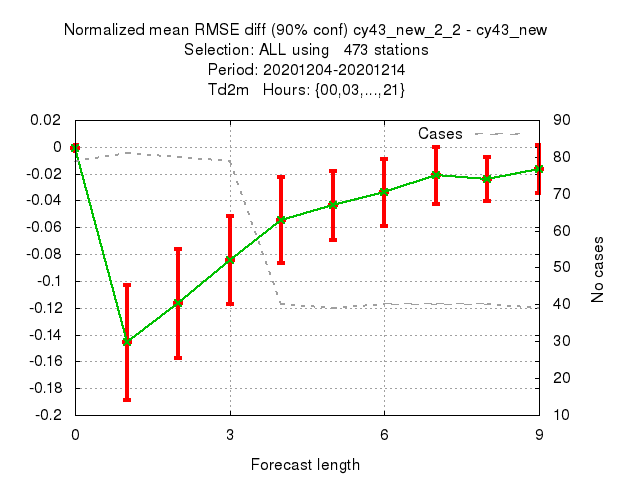 Normalized mean RMSE diff (90% conf) cy43_new_2_2 - cy43_new
Selection: ALL using   473 stations
Period: 20201204-20201214
Td2m   Hours: {00,03,...,21}
0.02
0
-0.02
-0.04
-0.06
-0.08
-0.1
-0.12
-0.14
-0.16
-0.18
-0.2
Cases
90
80
70
60
50
40
30
20
10
No cases
0 3 6 9
Forecast length